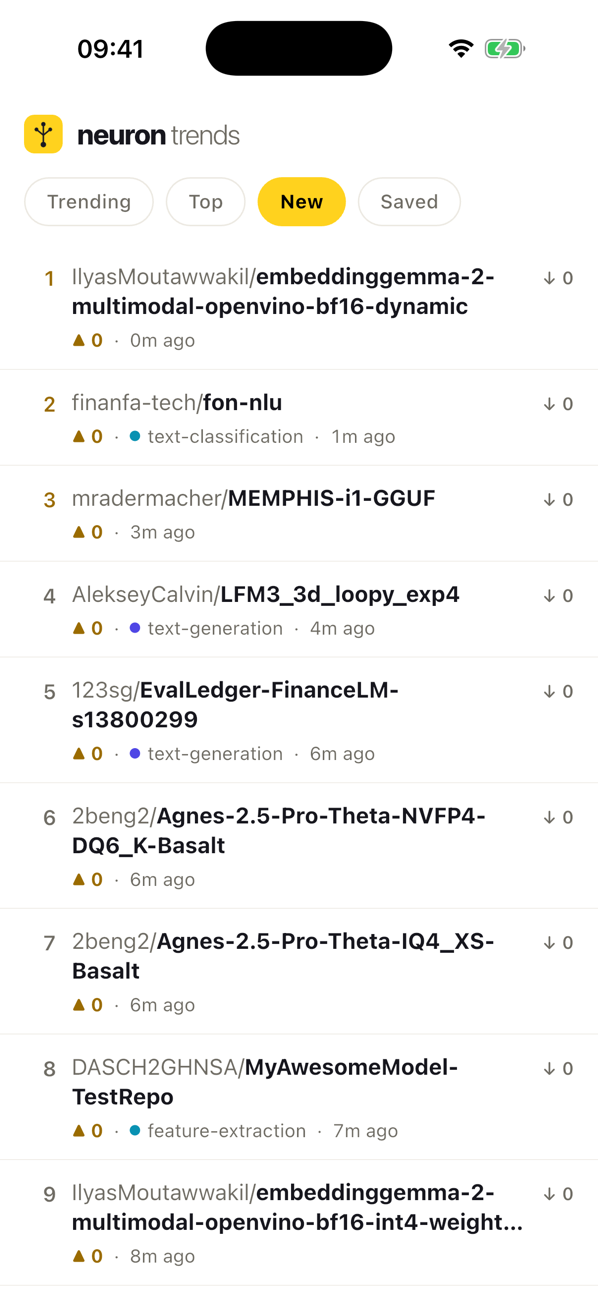 09:41
neuron trends
Trending Top New Saved
1 IlyasMoutawwakil/embeddinggemma-2- ↓ 0
multimodal-openvino-bf16-dynamic
▲ 0 · 0m ago
2 finanfa-tech/fon-nlu ↓ 0
▲ 0 · ● text-classification · 1m ago
3 mradermacher/MEMPHIS-i1-GGUF ↓ 0
▲ 0 · 3m ago
4 AlekseyCalvin/LFM3_3d_loopy_exp4 ↓ 0
▲ 0 · ● text-generation · 4m ago
5 123sg/EvalLedger-FinanceLM- ↓ 0
s13800299
▲ 0 · ● text-generation · 6m ago
6 2beng2/Agnes-2.5-Pro-Theta-NVFP4- ↓ 0
DQ6_K-Basalt
▲ 0 · 6m ago
7 2beng2/Agnes-2.5-Pro-Theta-IQ4_XS- ↓ 0
Basalt
▲ 0 · 6m ago
8 DASCH2GHNSA/MyAwesomeModel- ↓ 0
TestRepo
▲ 0 · ● feature-extraction · 7m ago
9 IlyasMoutawwakil/embeddinggemma-2- ↓ 0
multimodal-openvino-bf16-int4-weight...
▲ 0 · 8m ago